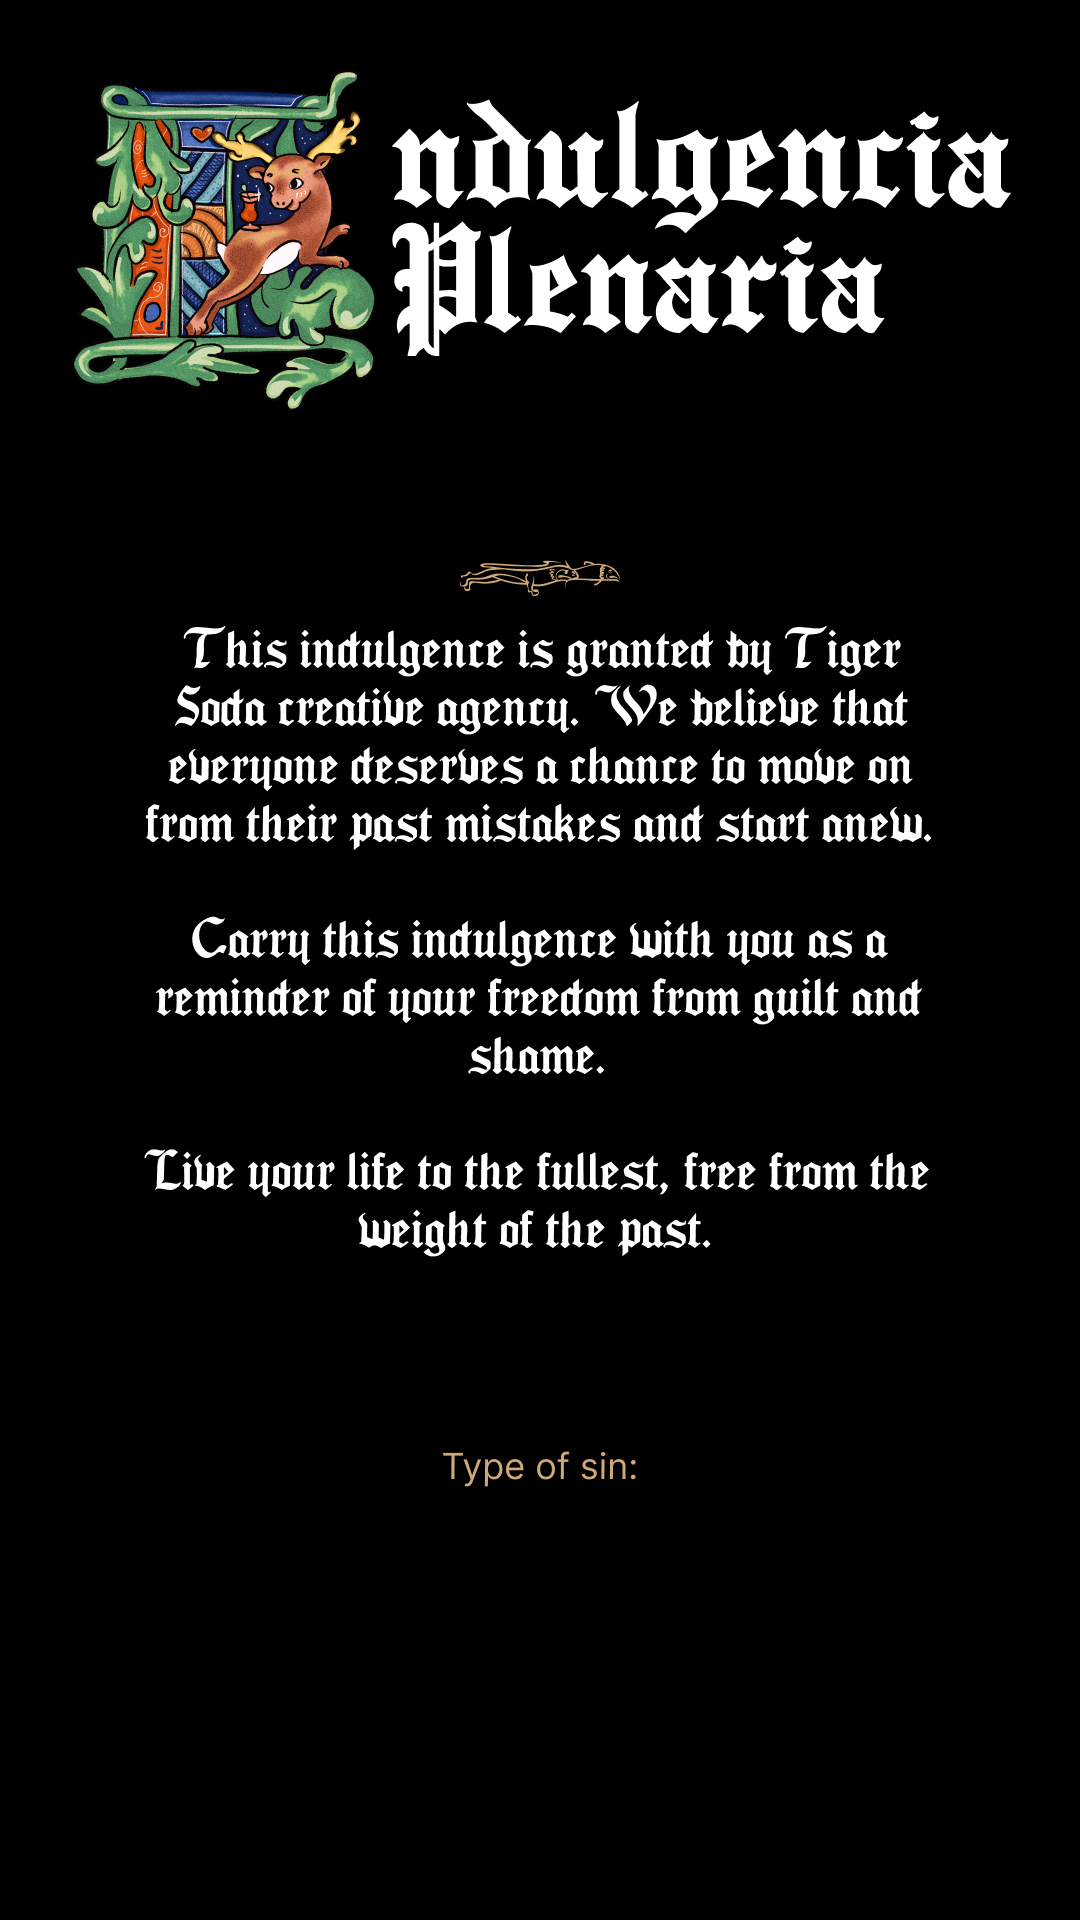 Indulgencia
Plenaria
This indulgence is granted by Tiger
Soda creative agency. We believe that
everyone deserves a chance to move on
from their past mistakes and start anew.
Carry this indulgence with you as a
reminder of your freedom from guilt and
shame.
Live your life to the fullest, free from the
weight of the past.
Type of sin: